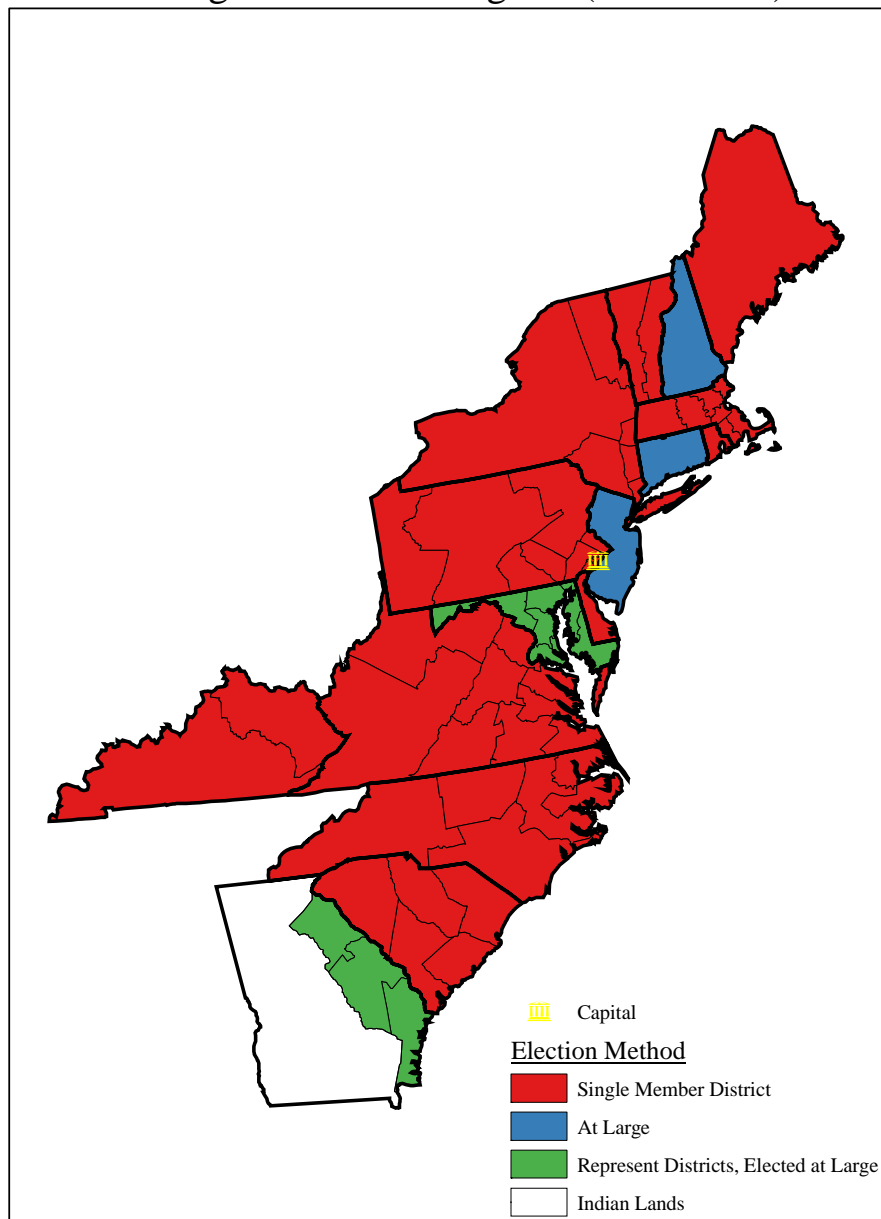 Capital
Election Method
Single Member District
At Large
Represent Districts, Elected at Large
Indian Lands